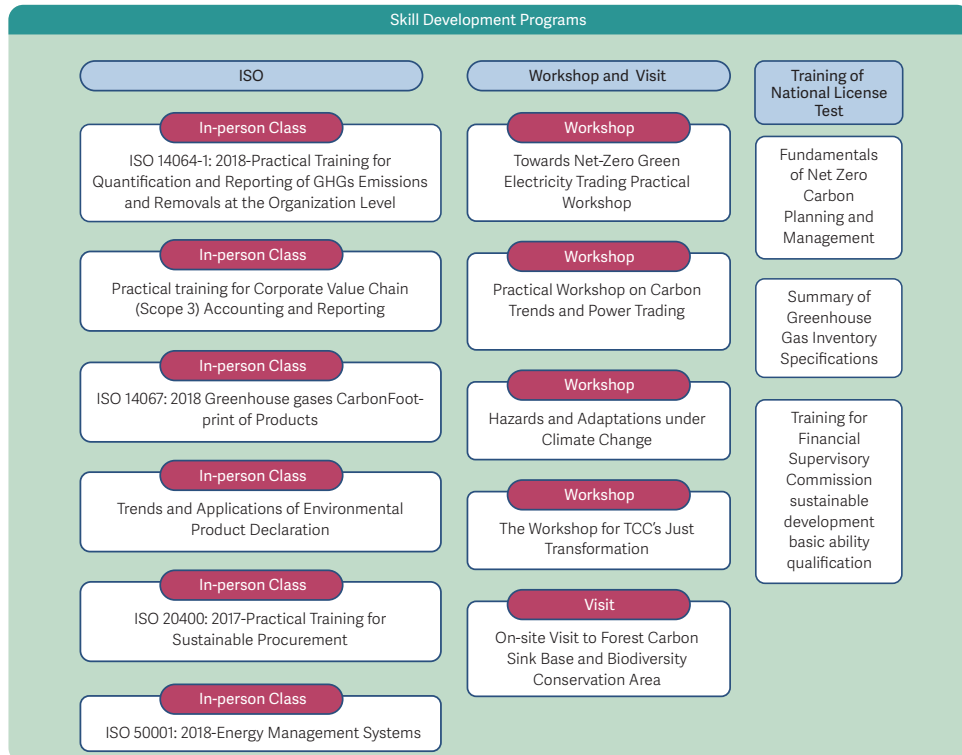 Skill Development Programs
ISO
In-person Class
ISO 14064-1: 2018-Practical Training for
Quantification and Reporting of GHGs Emissions
and Removals at the Organization Level
In-person Class
Practical training for Corporate Value Chain
(Scope 3) Accounting and Reporting
In-person Class
ISO 14067: 2018 Greenhouse gases CarbonFoot-
print of Products
In-person Class
Trends and Applications of Environmental
Product Declaration
In-person Class
ISO 20400: 2017-Practical Training for
Sustainable Procurement
In-person Class
ISO 50001: 2018-Energy Management Systems
Workshop and Visit
Workshop
Towards Net-Zero Green
Electricity Trading Practical
Workshop
Workshop
Practical Workshop on Carbon
Trends and Power Trading
Workshop
Hazards and Adaptations under
Climate Change
Workshop
The Workshop for TCC's Just
Transformation
Visit
On-site Visit to Forest Carbon
Sink Base and Biodiversity
Conservation Area
Training of
National License
Test
Fundamentals
of Net Zero
Carbon
Planning and
Management
Summary of
Greenhouse
Gas Inventory
Specifications
Training for
Financial
Supervisory
Commission
sustainable
development
basic ability
qualification